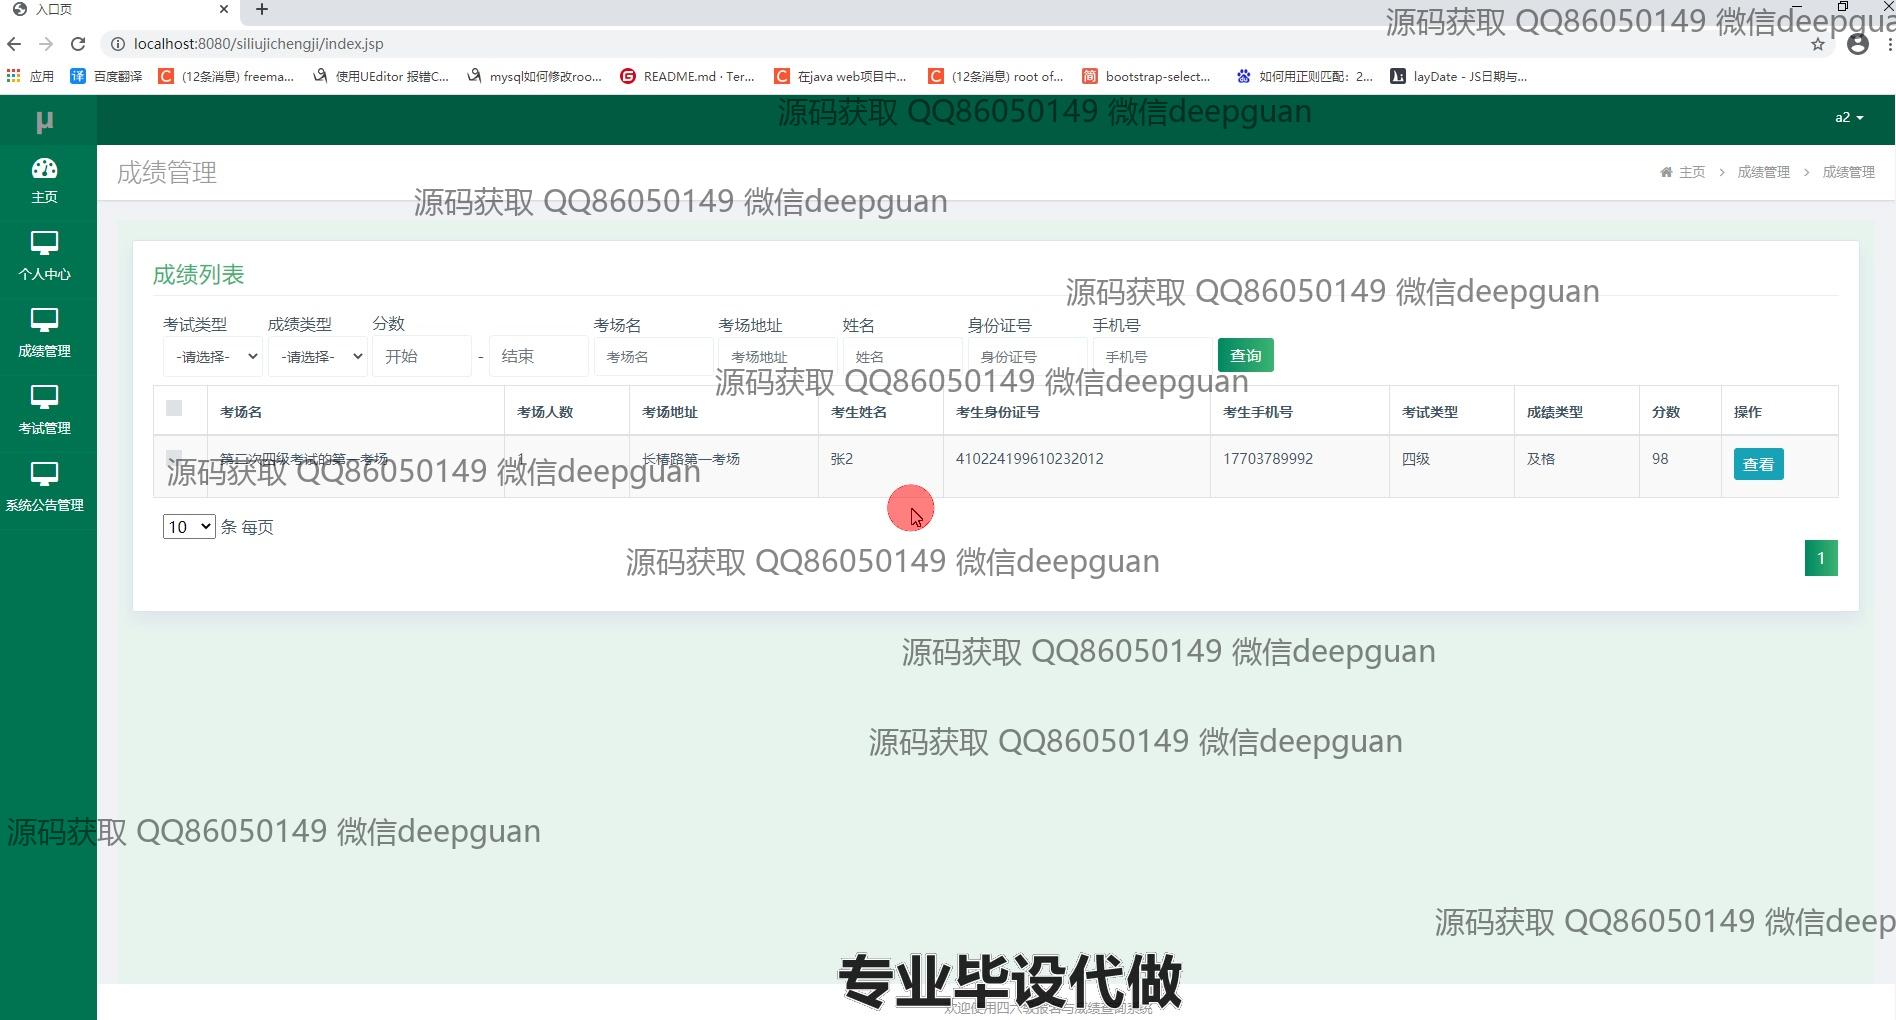 入口页
localhost:8080/siliujichengji/index.jsp
源码获取 QQ86050149 微信deepgua
应用 百度翻译 (12条消息) freema... 使用UEditor 报错C... mysql如何修改roo... README.md · Ter... 在java web项目中... (12条消息) root of... bootstrap-select... 如何用正则匹配：2... layDate - JS日期与...
μ
源码获取 QQ86050149 微信deepguan
a2
主页
成绩管理
主页 > 成绩管理 > 成绩管理
源码获取 QQ86050149 微信deepguan
个人中心
成绩管理
考试管理
系统公告管理
成绩列表
源码获取 QQ86050149 微信deepguan
考试类型 成绩类型 分数 考场名 考场地址 姓名 身份证号 手机号
-请选择- -请选择- 开始 - 结束 考场名 考场地址 姓名 身份证号 手机号 查询
源码获取 QQ86050149 微信deepguan
考场名 考场人数 考场地址 考生姓名 考生身份证号 考生手机号 考试类型 成绩类型 分数 操作
第二次四级考试的第一考场 1 长椿路第一考场 张2 410224199610232012 17703789992 四级 及格 98 查看
源码获取 QQ86050149 微信deepguan
10 条 每页
源码获取 QQ86050149 微信deepguan
1
源码获取 QQ86050149 微信deepguan
源码获取 QQ86050149 微信deepguan
源码获取 QQ86050149 微信deepguan
源码获取 QQ86050149 微信deep
专业毕设代做
欢迎使用四六级报名与成绩查询系统